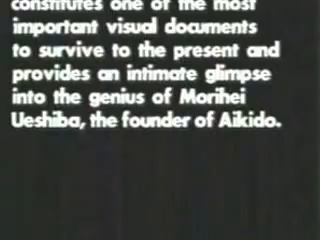 constitutes one of the most
important visual documents
to survive to the present and
provides an intimate glimpse
into the genius of Morihei
Ueshiba, the founder of Aikido.